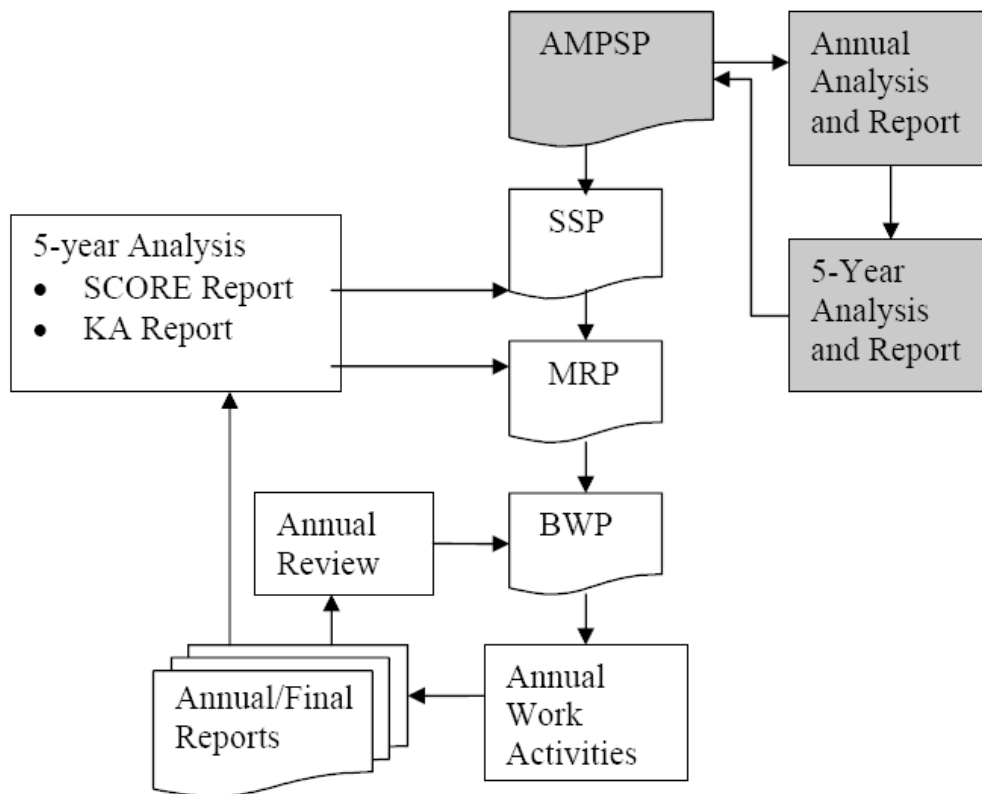 AMPSP
Annual
Analysis
and Report
SSP
5-year Analysis
• SCORE Report
• KA Report
5-Year
Analysis
and Report
MRP
Annual
Review
BWP
Annual/Final
Reports
Annual
Work
Activities